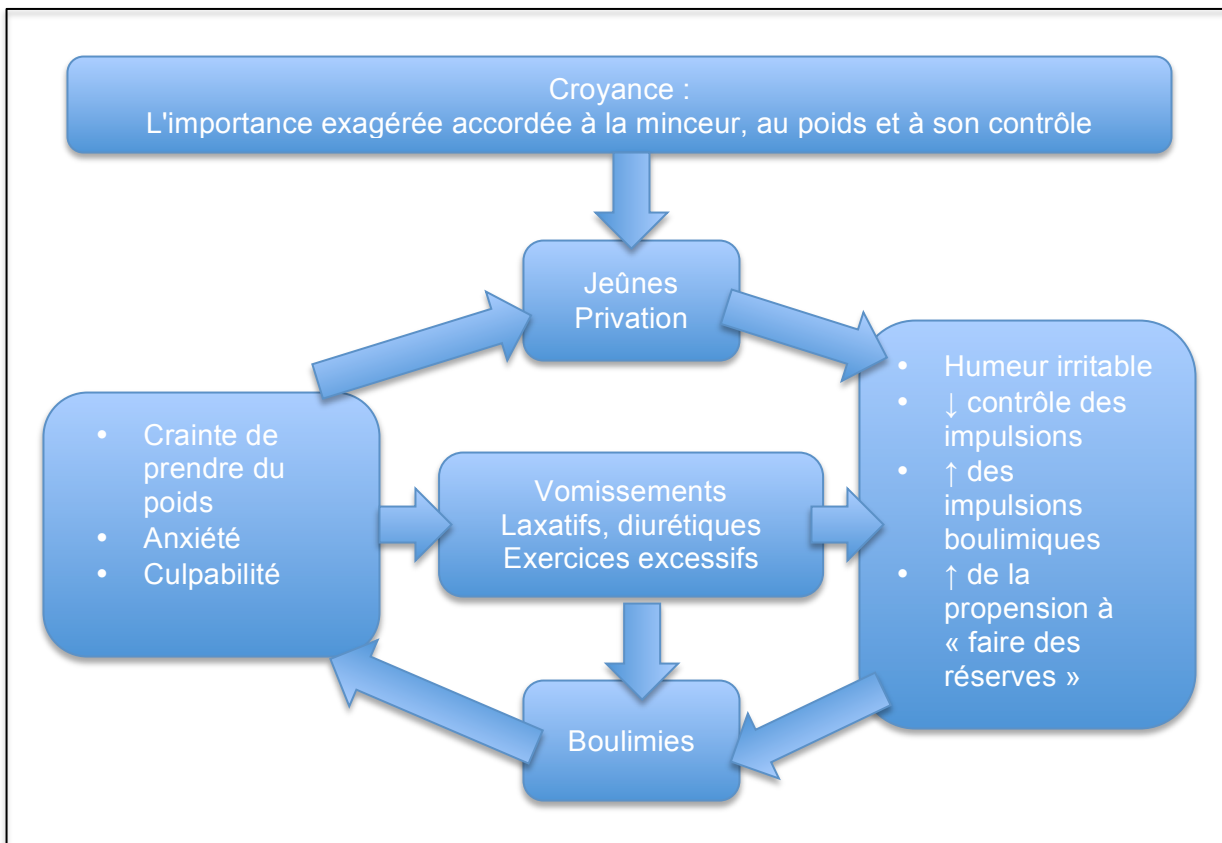 Croyance :
L'importance exagérée accordée à la minceur, au poids et à son contrôle
Jeûnes
Privation
• Humeur irritable
• ↓ contrôle des
impulsions
• ↑ des
impulsions
boulimiques
• ↑ de la
propension à
« faire des
réserves »
• Crainte de
prendre du
poids
• Anxiété
• Culpabilité
Vomissements
Laxatifs, diurétiques
Exercices excessifs
Boulimies